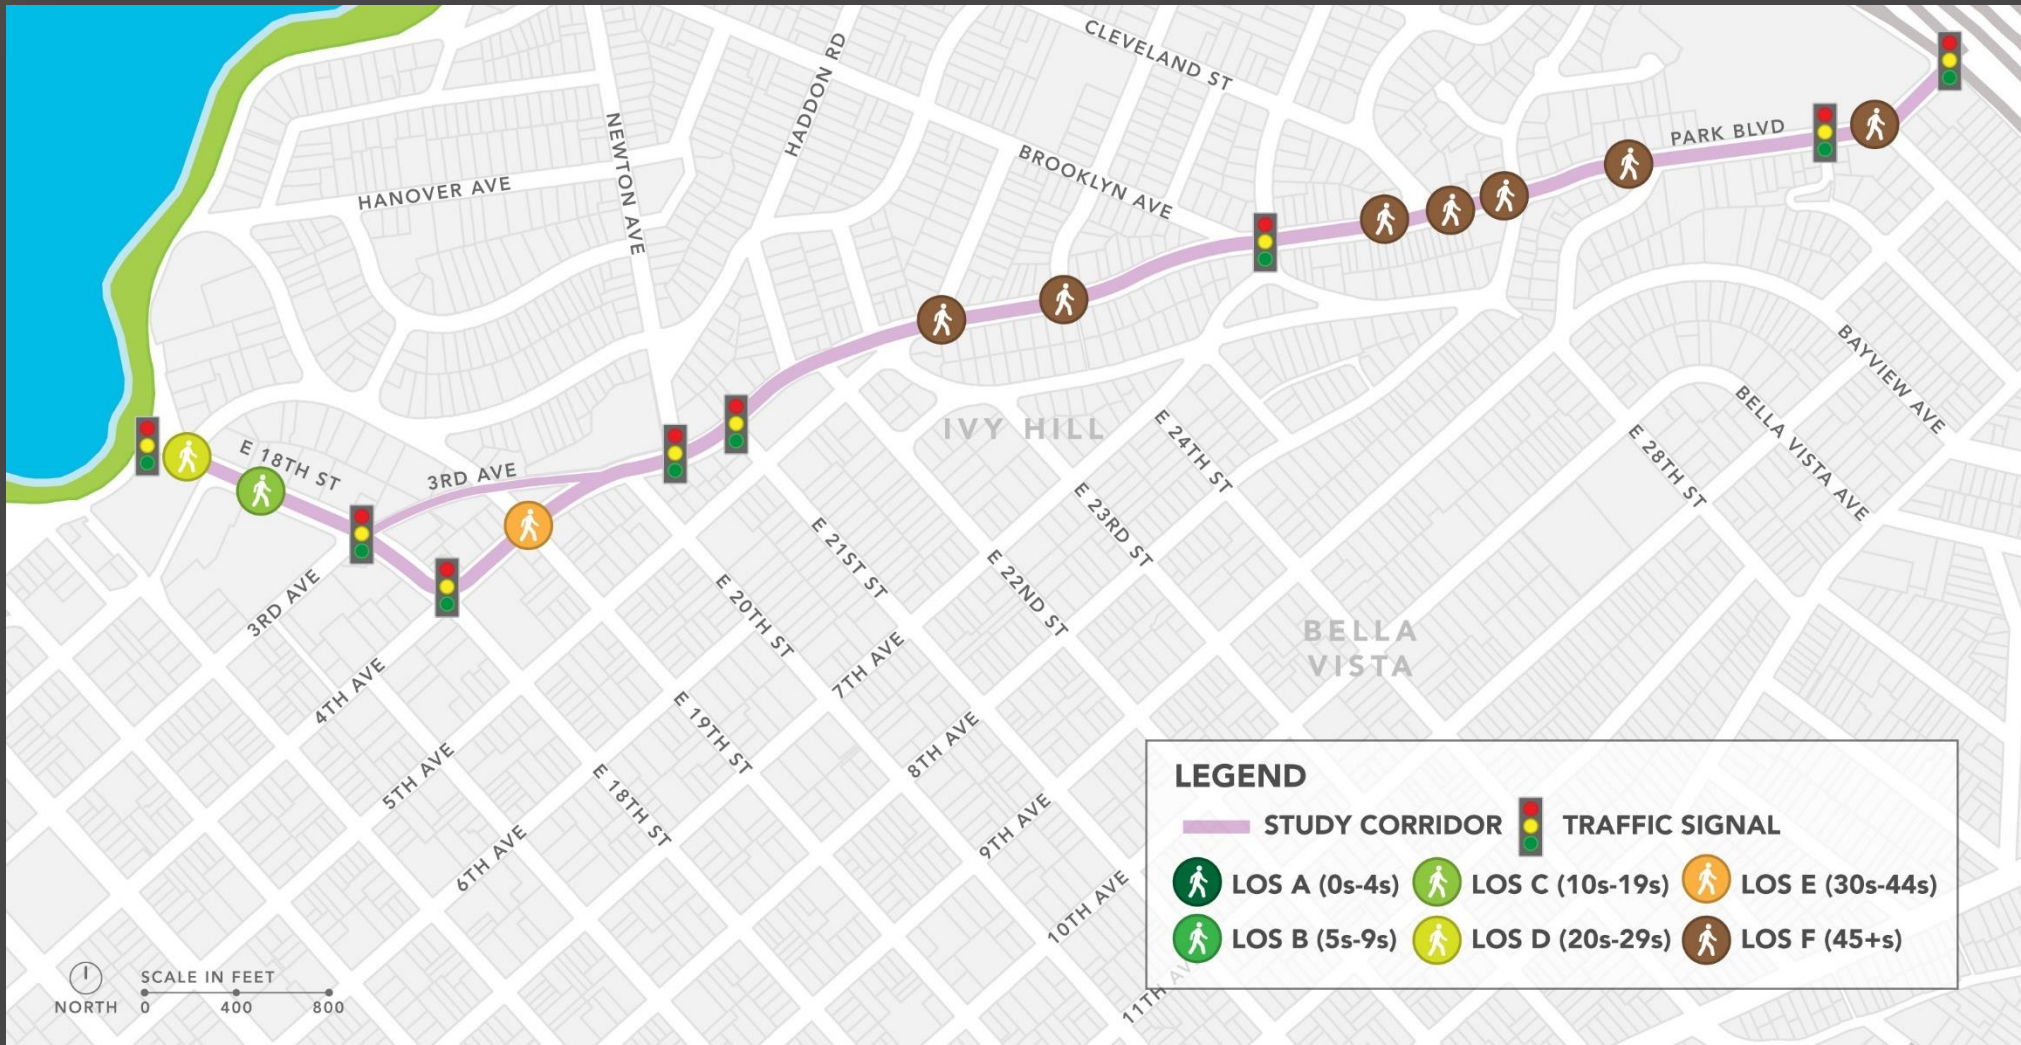 CLEVELAND ST
HADDON RD
NEWTON AVE
PARK BLVD
BROOKLYN AVE
HANOVER AVE
BAYVIEW AVE
BELLA VISTA AVE
IVY HILL
E 24TH ST
E 28TH ST
E 18TH ST
3RD AVE
E 23RD ST
E 21ST ST
E 22ND ST
3RD AVE
E 20TH ST
BELLA
VISTA
7TH AVE
4TH AVE
E 19TH ST
8TH AVE
5TH AVE
E 18TH ST
9TH AVE
6TH AVE
10TH AVE
11TH AV
LEGEND
STUDY CORRIDOR
TRAFFIC SIGNAL
LOS A (0s-4s)
LOS C (10s-19s)
LOS E (30s-44s)
LOS B (5s-9s)
LOS D (20s-29s)
LOS F (45+s)
NORTH
SCALE IN FEET
0 400 800